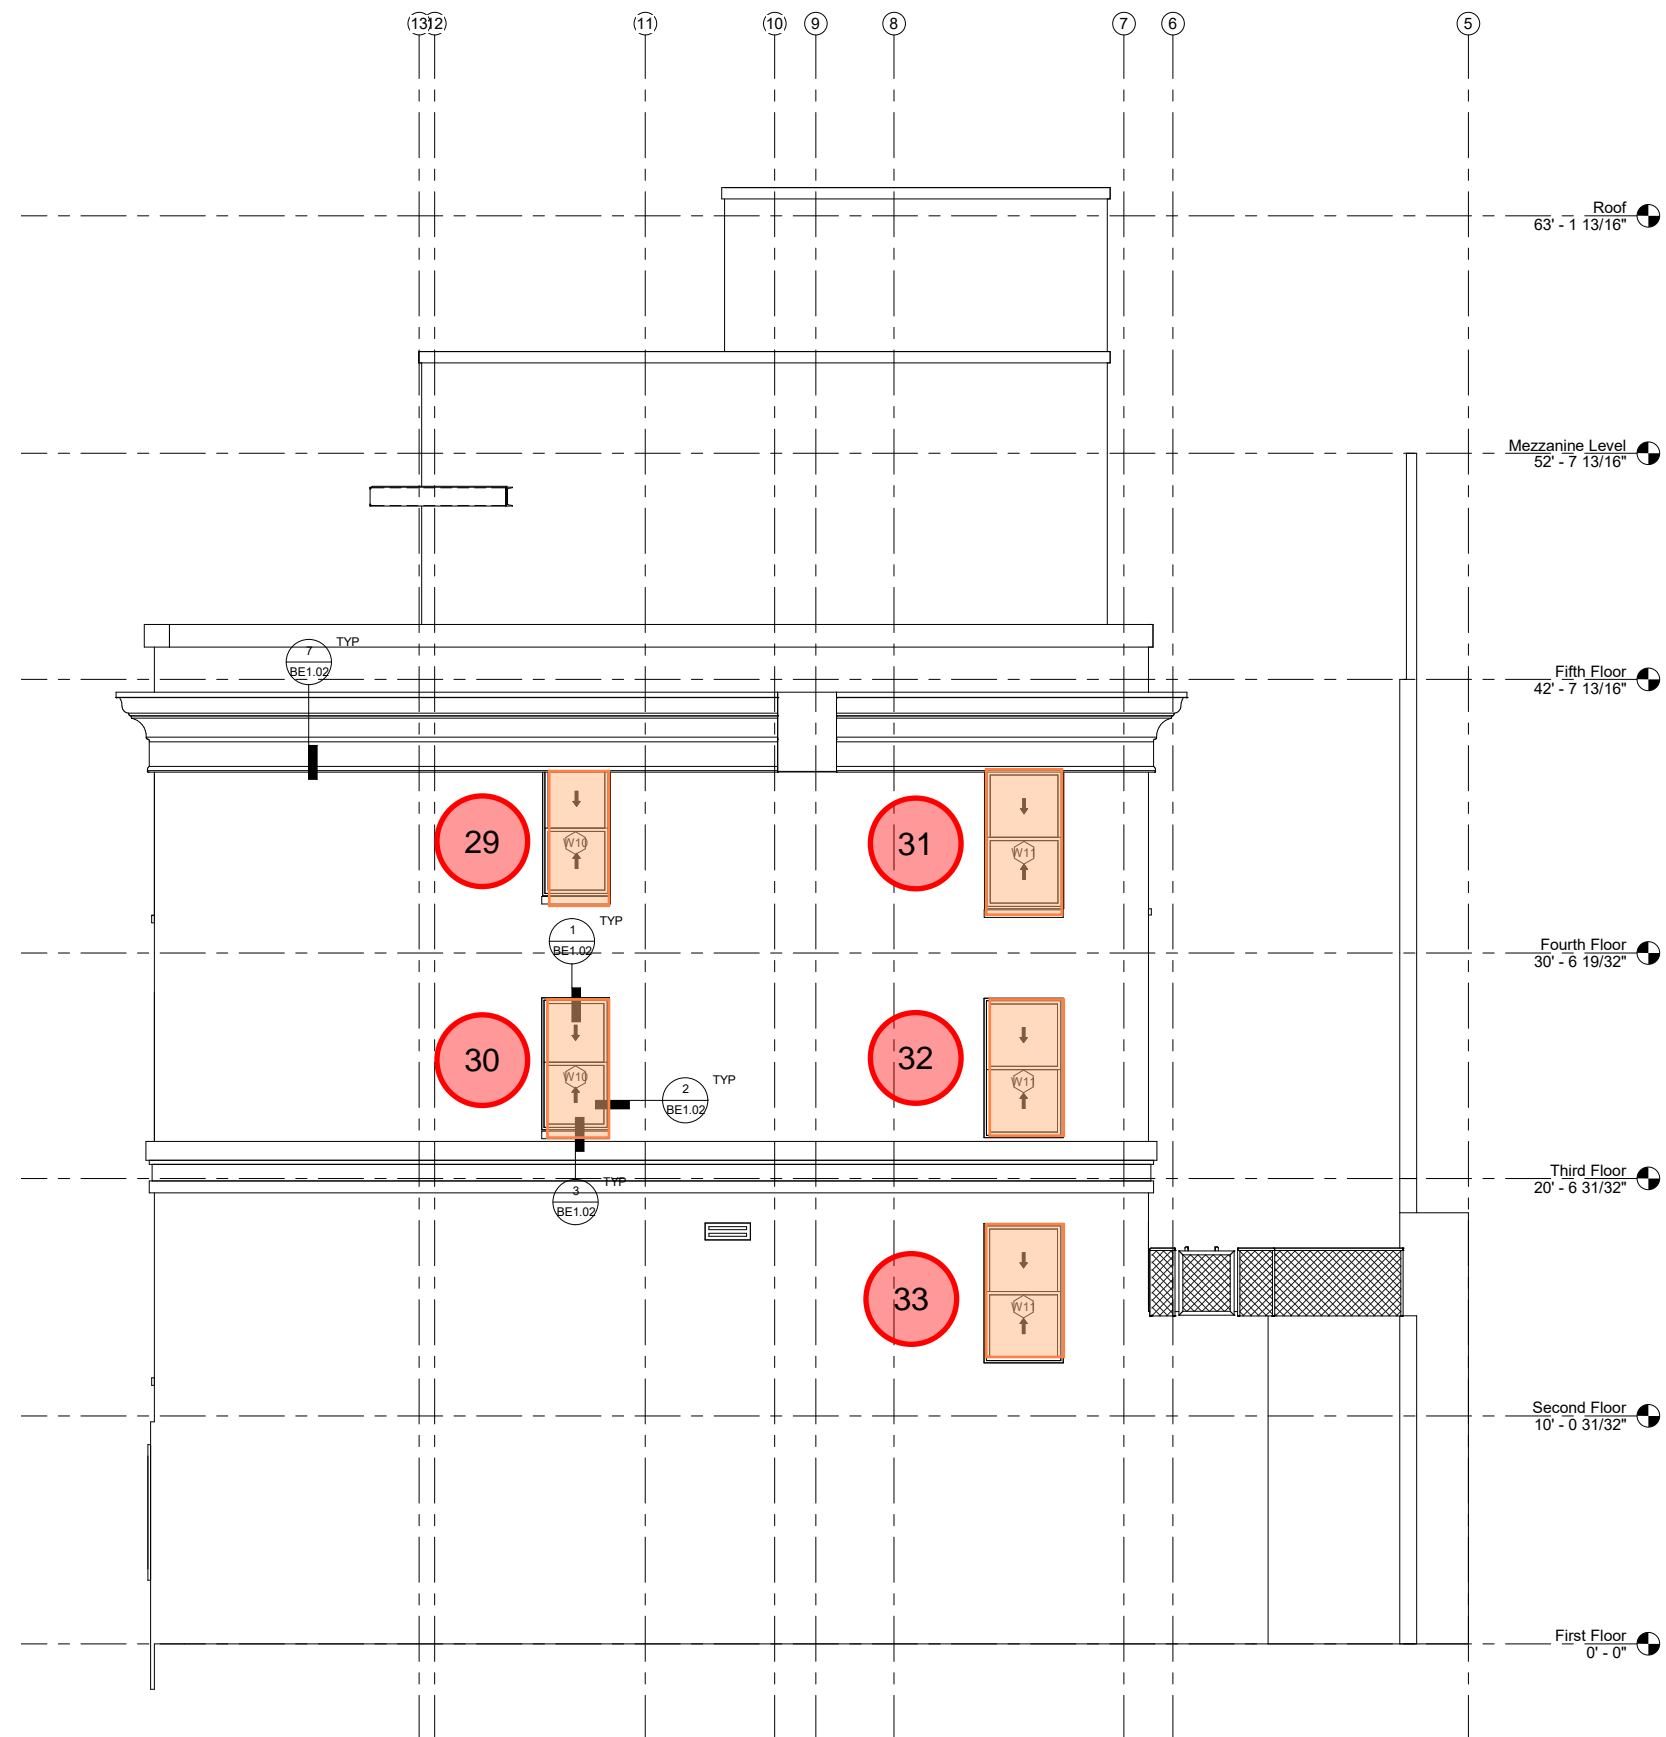 13 12 11 10 9 8 7 6 5
Roof
63' - 1 13/16"
Mezzanine Level
52' - 7 13/16"
TYP
7
BE1.02
Fifth Floor
42' - 7 13/16"
29
W10
31
W11
TYP
1
BE1.02
Fourth Floor
30' - 6 19/32"
30
W10
32
W11
TYP
2
BE1.02
Third Floor
20' - 6 31/32"
TYP
3
BE1.02
33
W11
Second Floor
10' - 0 31/32"
First Floor
0' - 0"